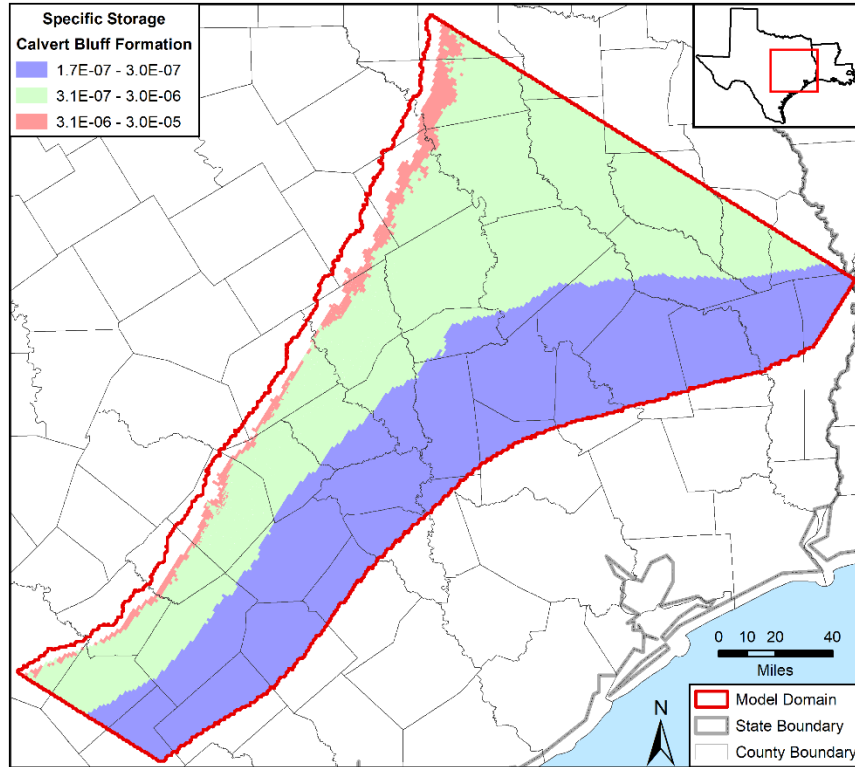 Specific Storage
Calvert Bluff Formation
1.7E-07 - 3.0E-07
3.1E-07 - 3.0E-06
3.1E-06 - 3.0E-05
0 10 20 40
Miles
N
Model Domain
State Boundary
County Boundary